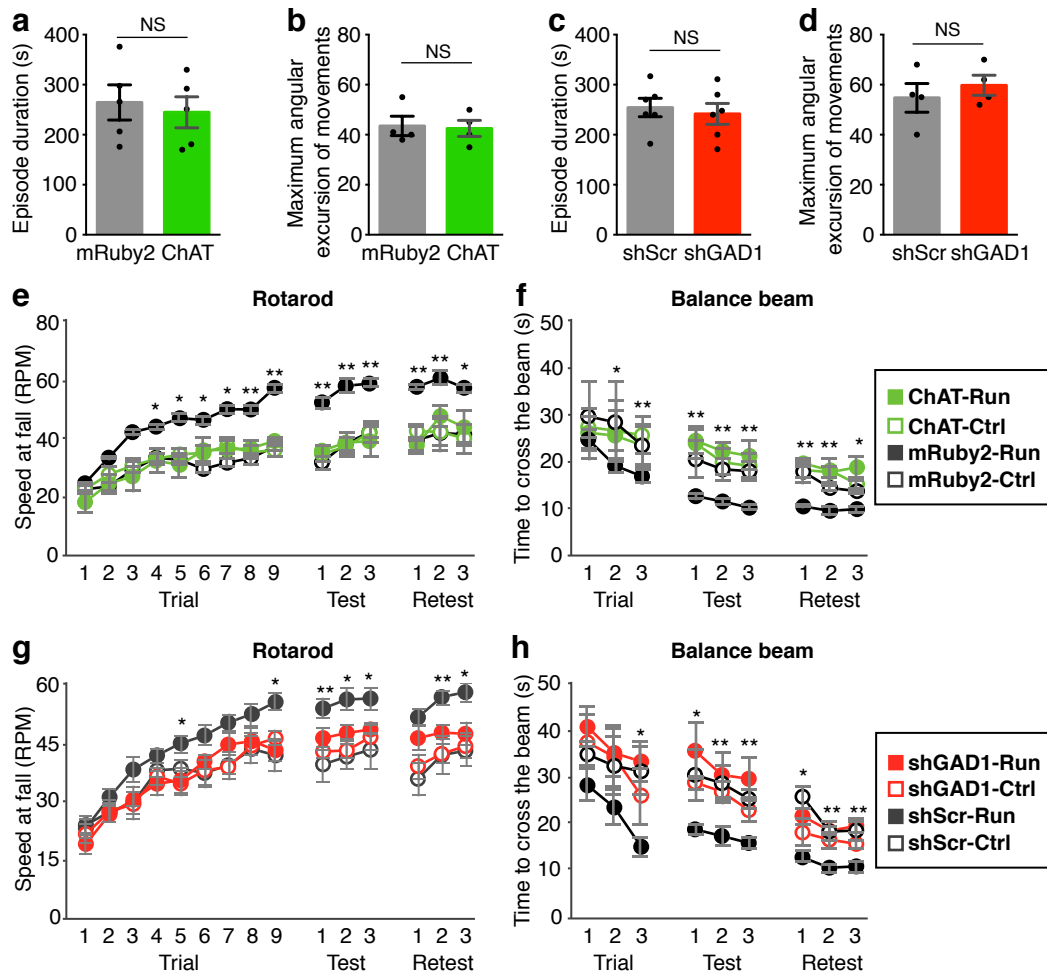 a
NS
Episode duration (s)
400
300
200
100
0
mRuby2 ChAT
b
NS
Maximum angular
excursion of movements
80
60
40
20
0
mRuby2 ChAT
c
NS
Episode duration (s)
400
300
200
100
0
shScr shGAD1
d
NS
Maximum angular
excursion of movements
80
60
40
20
0
shScr shGAD1
e
Rotarod
Speed at fall (RPM)
80
60
40
20
0
* * * * ** **
** ** **
** ** *
1 2 3 4 5 6 7 8 9
1 2 3
1 2 3
Trial
Test
Retest
f
Balance beam
Time to cross the beam (s)
50
40
30
20
10
0
* **
** ** **
** ** *
1 2 3
1 2 3
1 2 3
Trial
Test
Retest
ChAT-Run
ChAT-Ctrl
mRuby2-Run
mRuby2-Ctrl
g
Rotarod
Speed at fall (RPM)
60
45
30
15
0
* *
** * *
** *
1 2 3 4 5 6 7 8 9
1 2 3
1 2 3
Trial
Test
Retest
h
Balance beam
Time to cross the beam (s)
50
40
30
20
10
0
*
* ** **
* ** **
1 2 3
1 2 3
1 2 3
Trial
Test
Retest
shGAD1-Run
shGAD1-Ctrl
shScr-Run
shScr-Ctrl